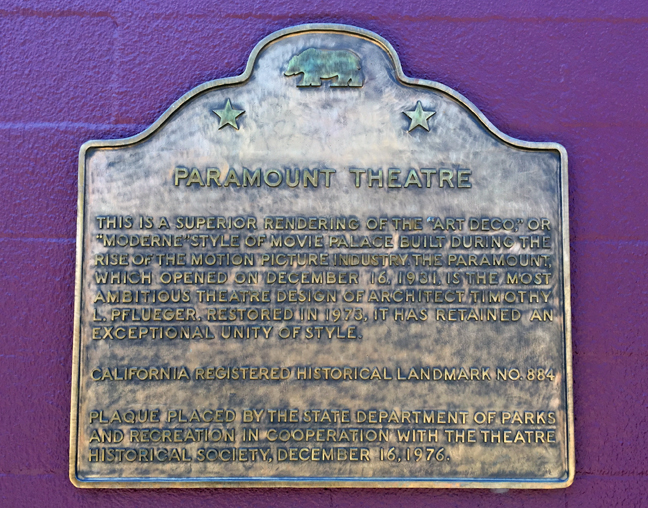 PARAMOUNT THEATRE
THIS IS A SUPERIOR RENDERING OF THE "ART DECO," OR
"MODERNE" STYLE OF MOVIE PALACE BUILT DURING THE
RISE OF THE MOTION PICTURE INDUSTRY. THE PARAMOUNT,
WHICH OPENED ON DECEMBER 16, 1931, IS THE MOST
AMBITIOUS THEATRE DESIGN OF ARCHITECT TIMOTHY
L. PFLUEGER. RESTORED IN 1973, IT HAS RETAINED AN
EXCEPTIONAL UNITY OF STYLE.
CALIFORNIA REGISTERED HISTORICAL LANDMARK NO. 884
PLAQUE PLACED BY THE STATE DEPARTMENT OF PARKS
AND RECREATION IN COOPERATION WITH THE THEATRE
HISTORICAL SOCIETY, DECEMBER 16, 1976.